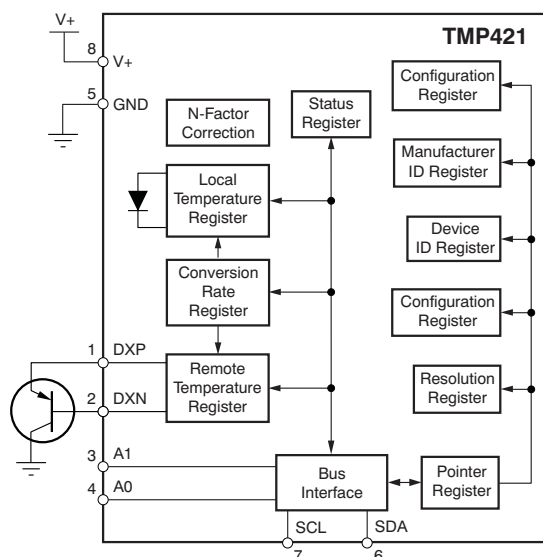 V+
TMP421
8
V+
5
GND
N-Factor
Correction
Status
Register
Configuration
Register
Manufacturer
ID Register
Local
Temperature
Register
Device
ID Register
Conversion
Rate
Register
Configuration
Register
1
DXP
Remote
Temperature
Register
2
DXN
Resolution
Register
3
A1
4
A0
Bus
Interface
Pointer
Register
SCL
SDA
7
6